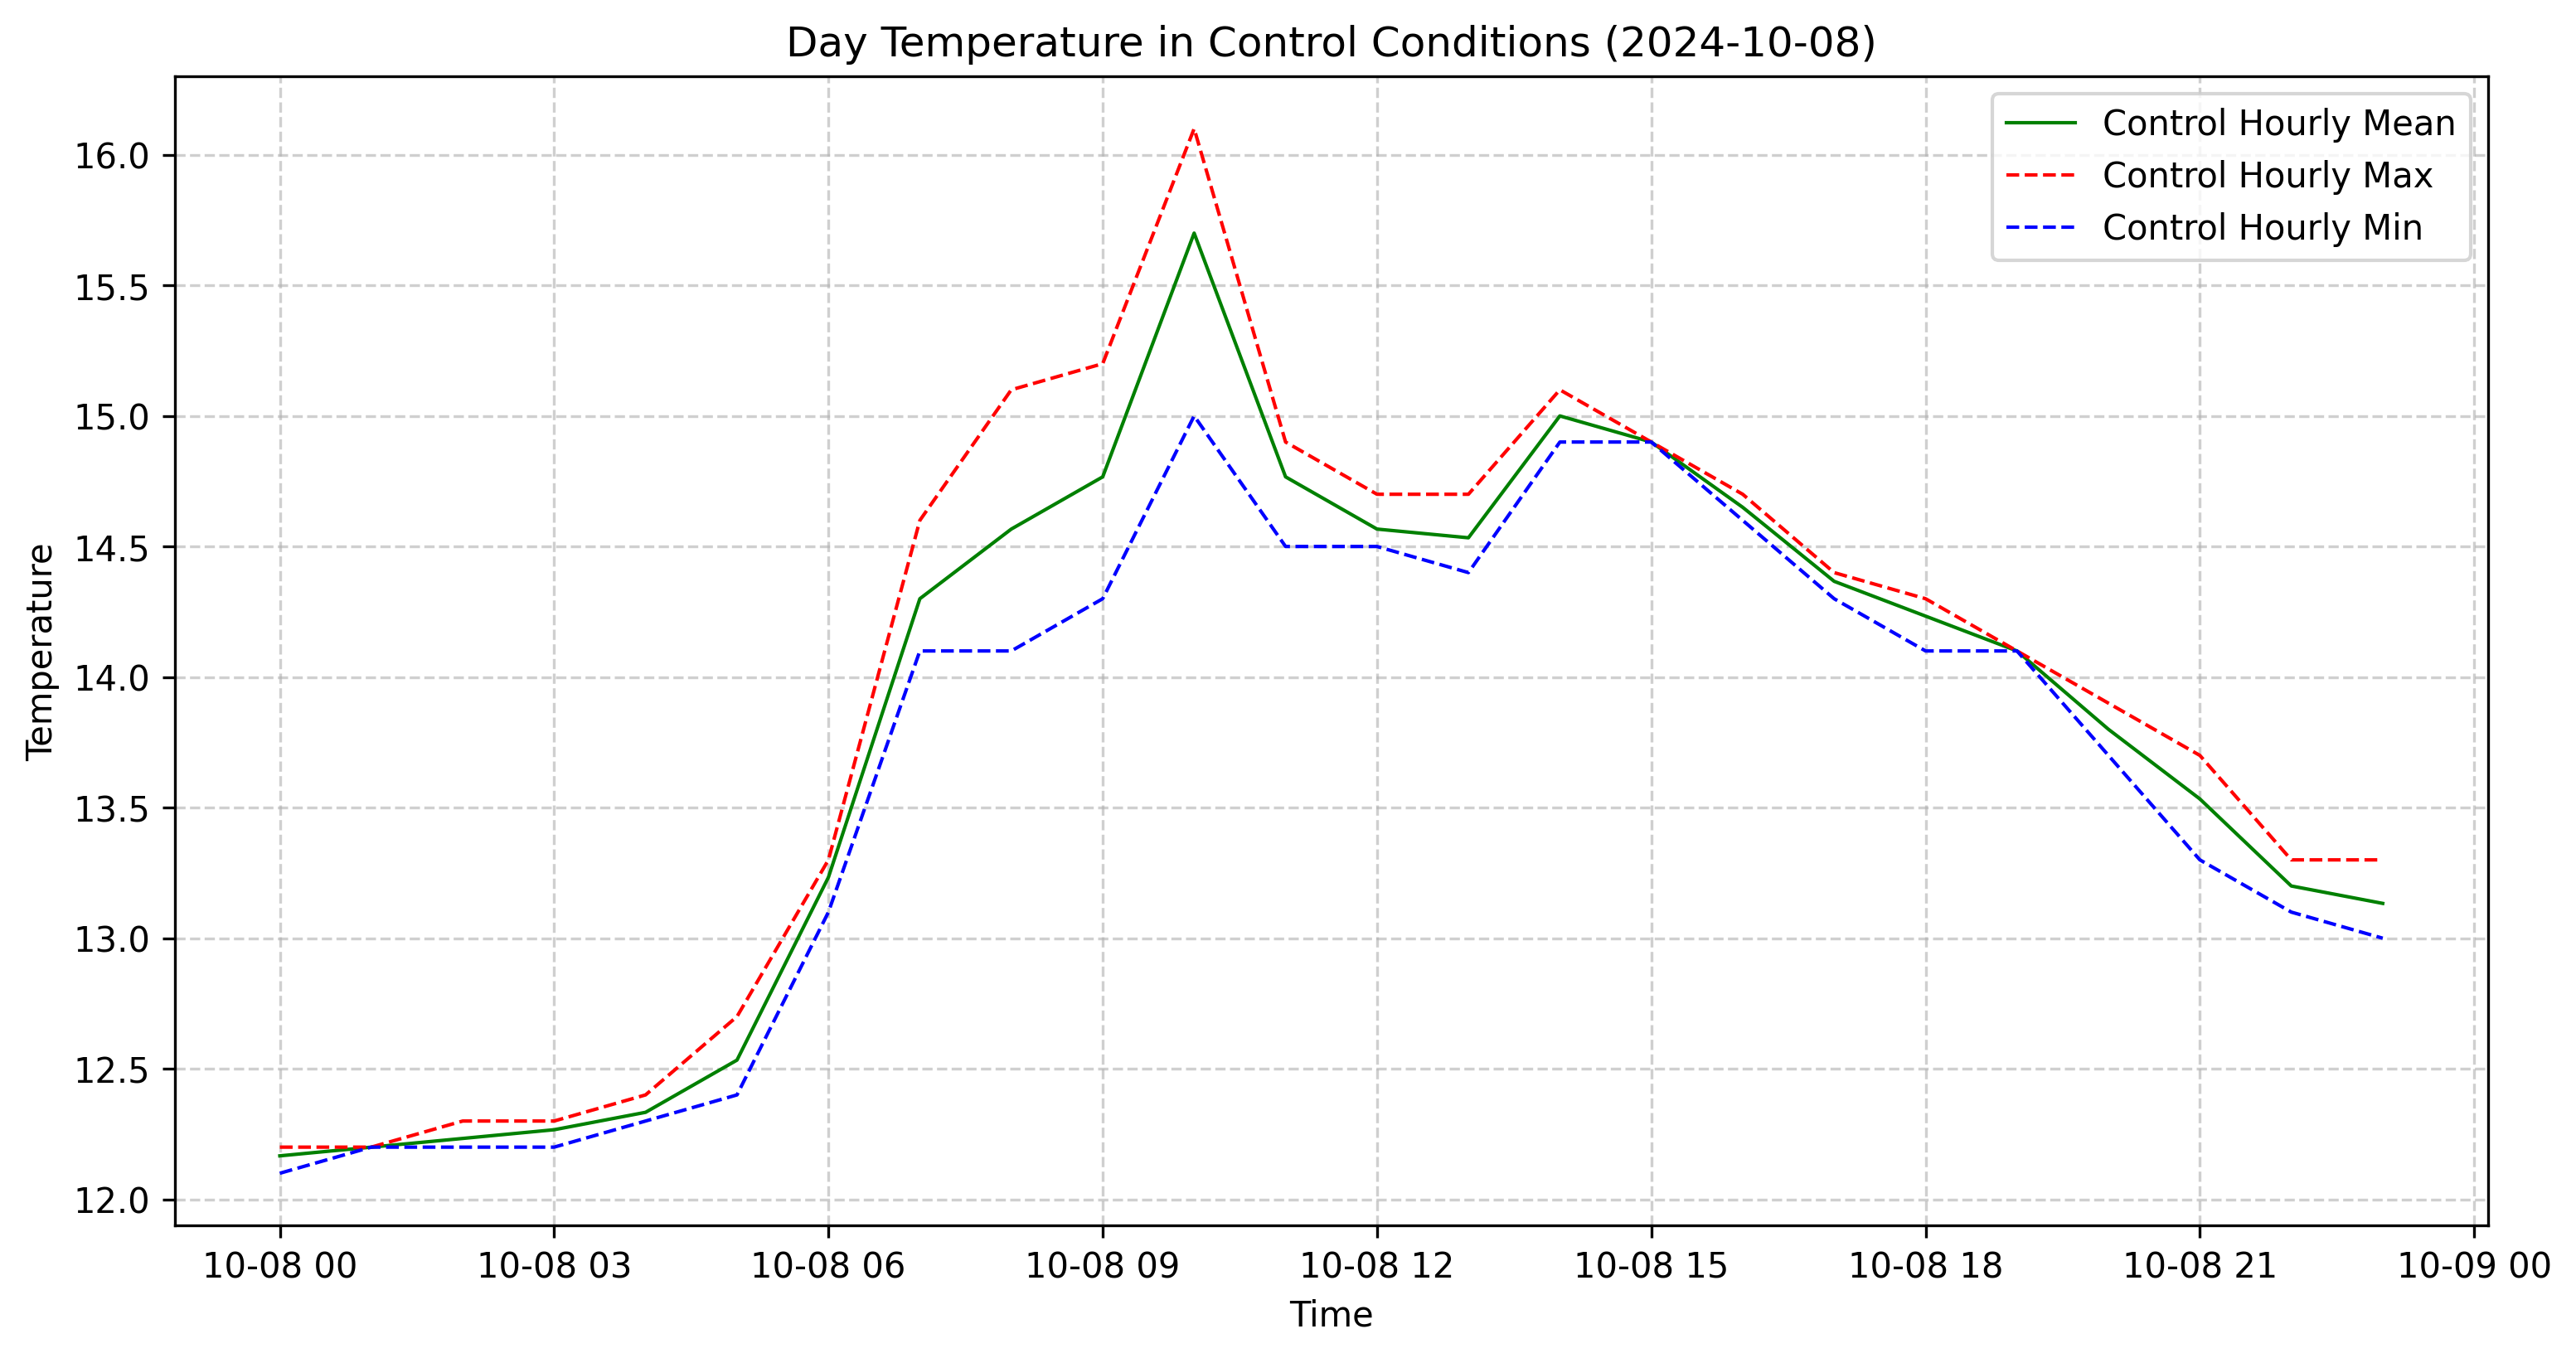 Day Temperature in Control Conditions (2024-10-08)
Control Hourly Mean
Control Hourly Max
Control Hourly Min
Temperature
16.0
15.5
15.0
14.5
14.0
13.5
13.0
12.5
12.0
10-08 00 10-08 03 10-08 06 10-08 09 10-08 12 10-08 15 10-08 18 10-08 21 10-09 00
Time